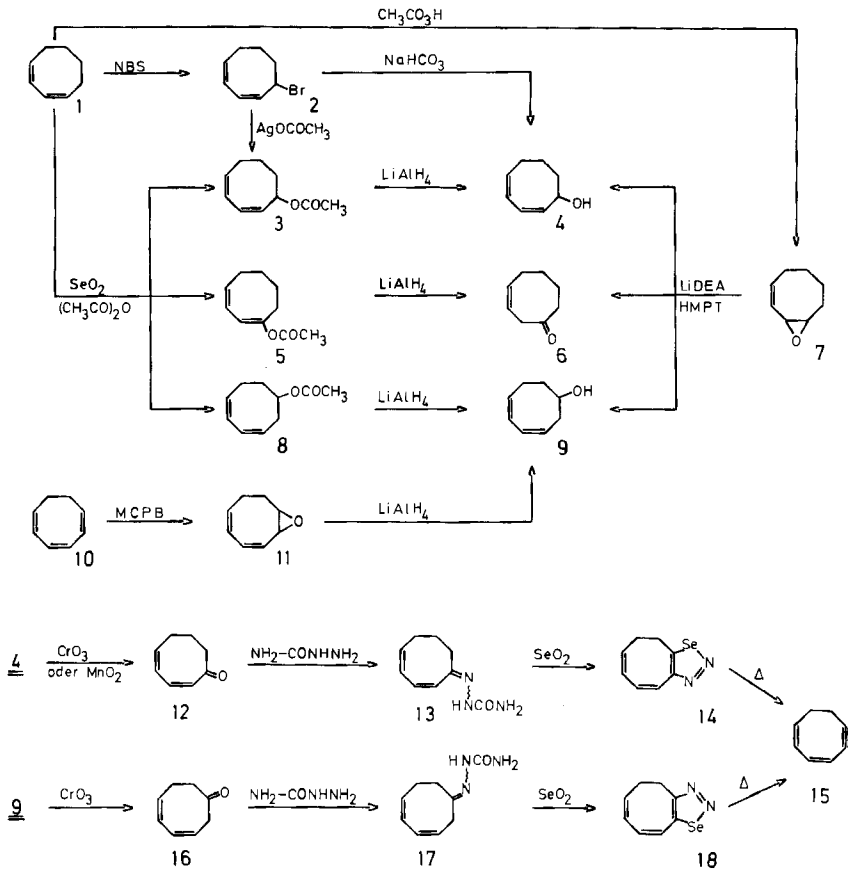 CH3CO3H
NBS
NaHCO3
1
Br
2
AgOCOCH3
LiAlH4
OCOCH3
3
OH
4
SeO2
(CH3CO)2O
LiAlH4
LiDEA
HMPT
OCOCH3
5
O
6
O
7
OCOCH3
LiAlH4
OH
8
9
MCPB
O
LiAlH4
10
11
4
CrO3
oder MnO2
O
NH2-CONHNH2
N
HNCONH2
SeO2
Se
N
N
Δ
12
13
14
15
9
CrO3
O
NH2-CONHNH2
HNCONH2
N
SeO2
N
N
Se
Δ
16
17
18